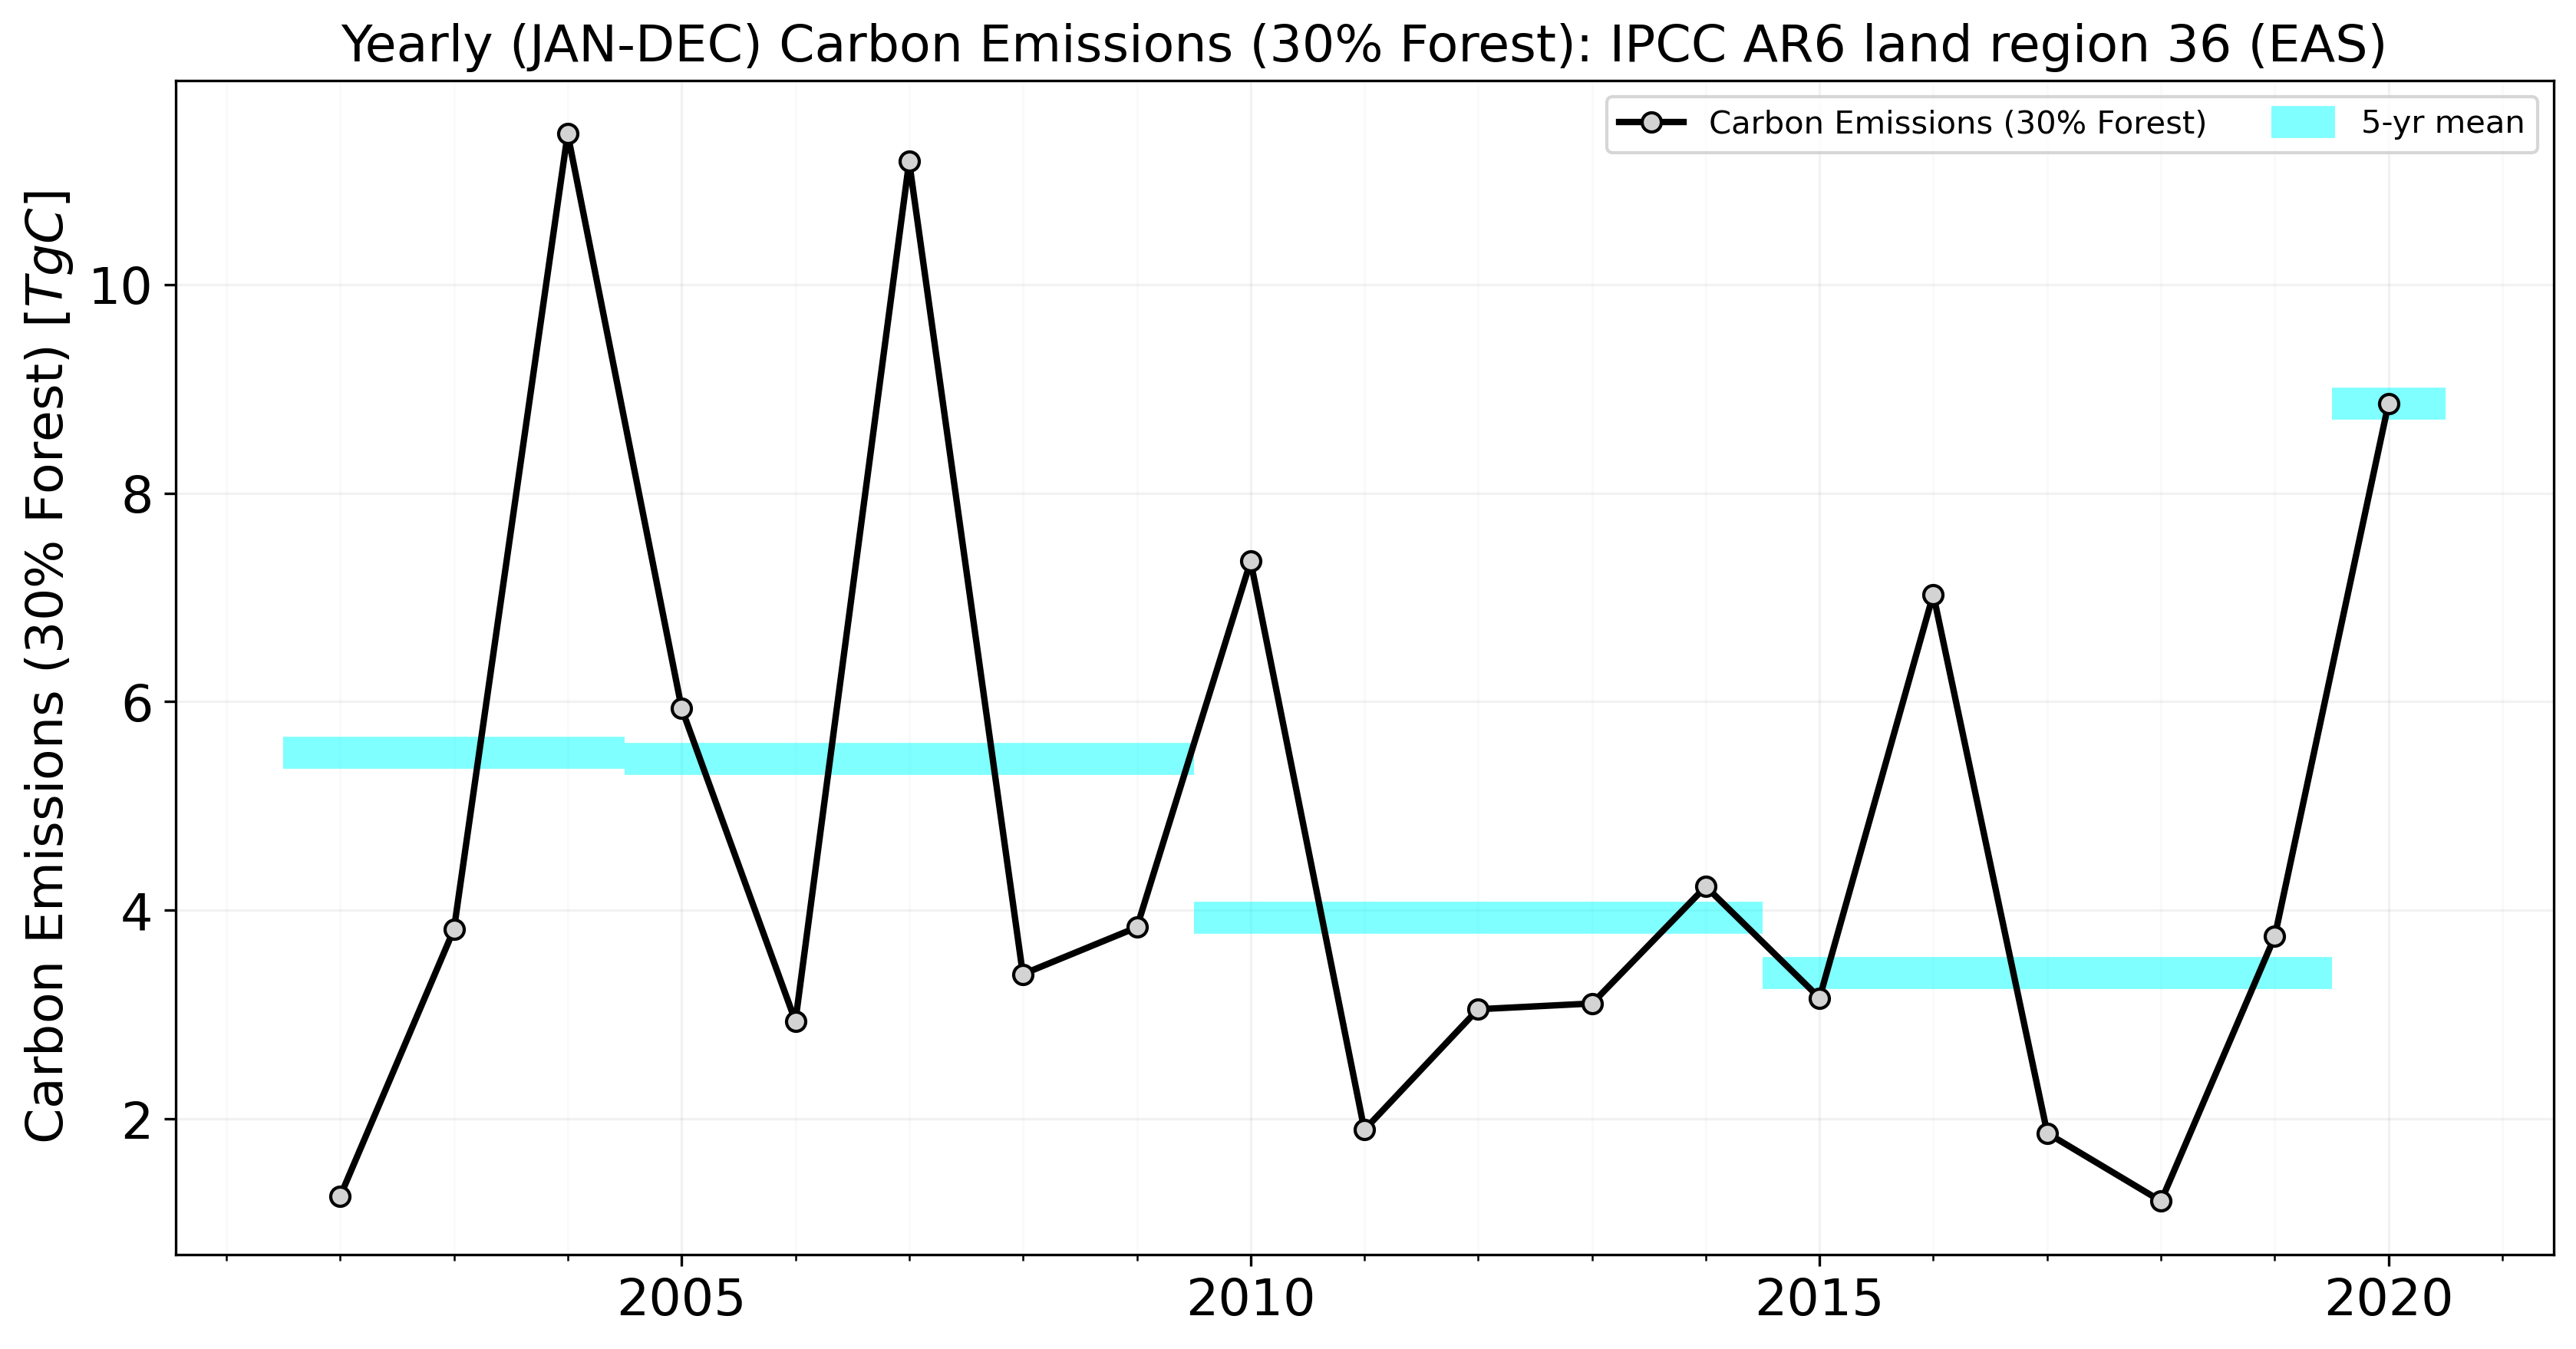 Yearly (JAN-DEC) Carbon Emissions (30% Forest): IPCC AR6 land region 36 (EAS)
Carbon Emissions (30% Forest)
5-yr mean
Carbon Emissions (30% Forest) [TgC]
10
8
6
4
2
2005
2010
2015
2020